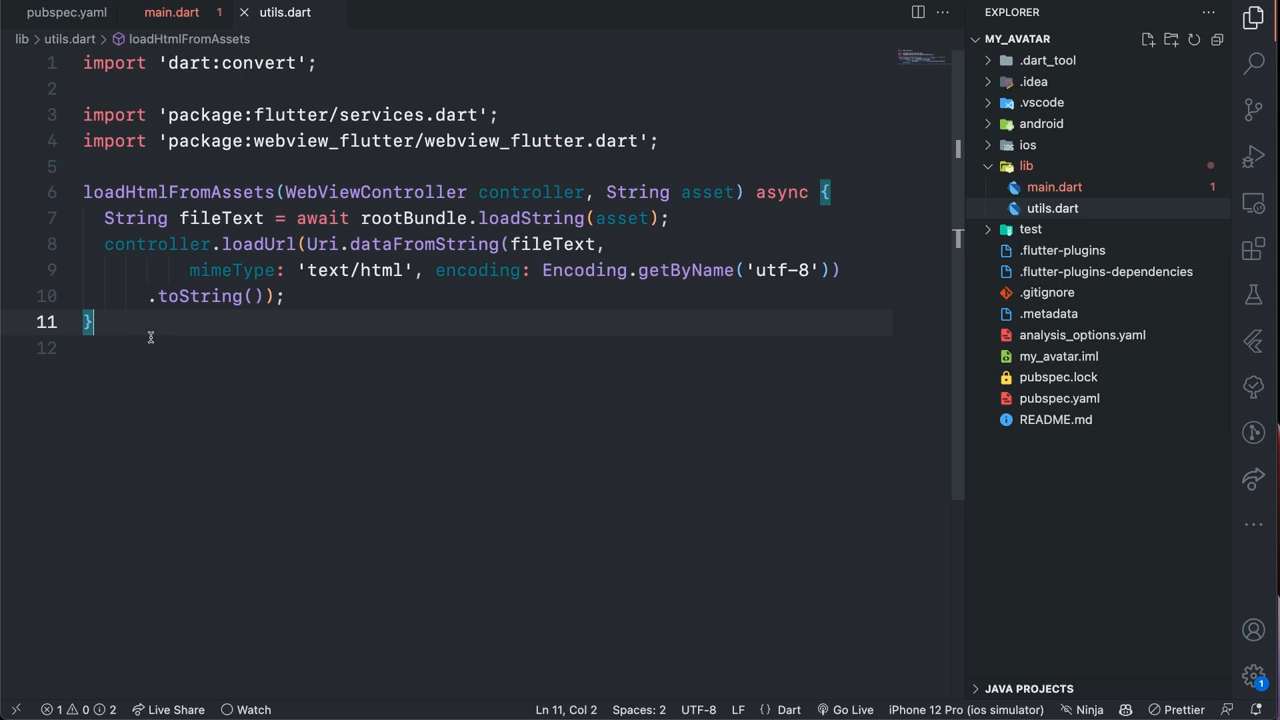 pubspec.yaml
main.dart 1
utils.dart
lib > utils.dart > loadHtmlFromAssets
1 import 'dart:convert';
2
3 import 'package:flutter/services.dart';
4 import 'package:webview_flutter/webview_flutter.dart';
5
6 loadHtmlFromAssets(WebViewController controller, String asset) async {
7 String fileText = await rootBundle.loadString(asset);
8 controller.loadUrl(Uri.dataFromString(fileText,
9 mimeType: 'text/html', encoding: Encoding.getByName('utf-8'))
10 .toString());
11 }
12
EXPLORER
MY_AVATAR
.dart_tool
.idea
.vscode
android
ios
lib
main.dart 1
utils.dart
test
.flutter-plugins
.flutter-plugins-dependencies
.gitignore
.metadata
analysis_options.yaml
my_avatar.iml
pubspec.lock
pubspec.yaml
README.md
JAVA PROJECTS
1
1 0 2 Live Share Watch Ln 11, Col 2 Spaces: 2 UTF-8 LF {} Dart Go Live iPhone 12 Pro (ios simulator) Ninja Prettier